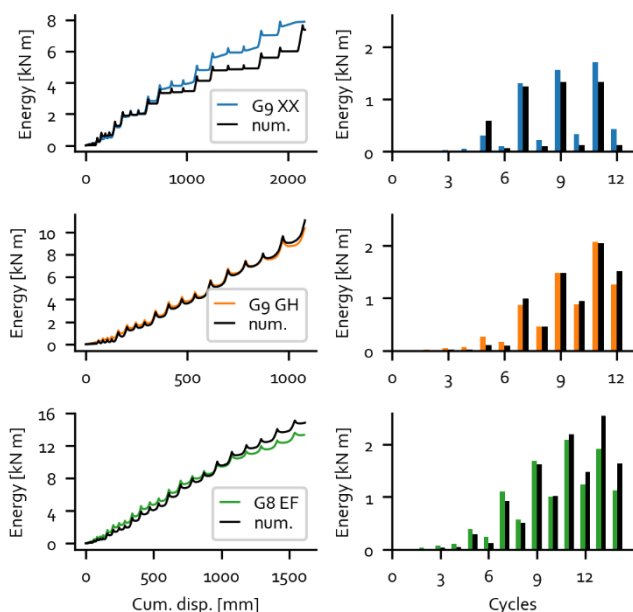 Energy [kN m]
8
6
4
2
0
0 1000 2000
G9 XX
num.
Energy [kN m]
2
1
0
0 3 6 9 12
Energy [kN m]
10
8
6
4
2
0
0 500 1000
G9 GH
num.
Energy [kN m]
2
1
0
0 3 6 9 12
Energy [kN m]
16
12
8
4
0
0 500 1000 1500
Cum. disp. [mm]
G8 EF
num.
Energy [kN m]
2
1
0
0 3 6 9 12
Cycles